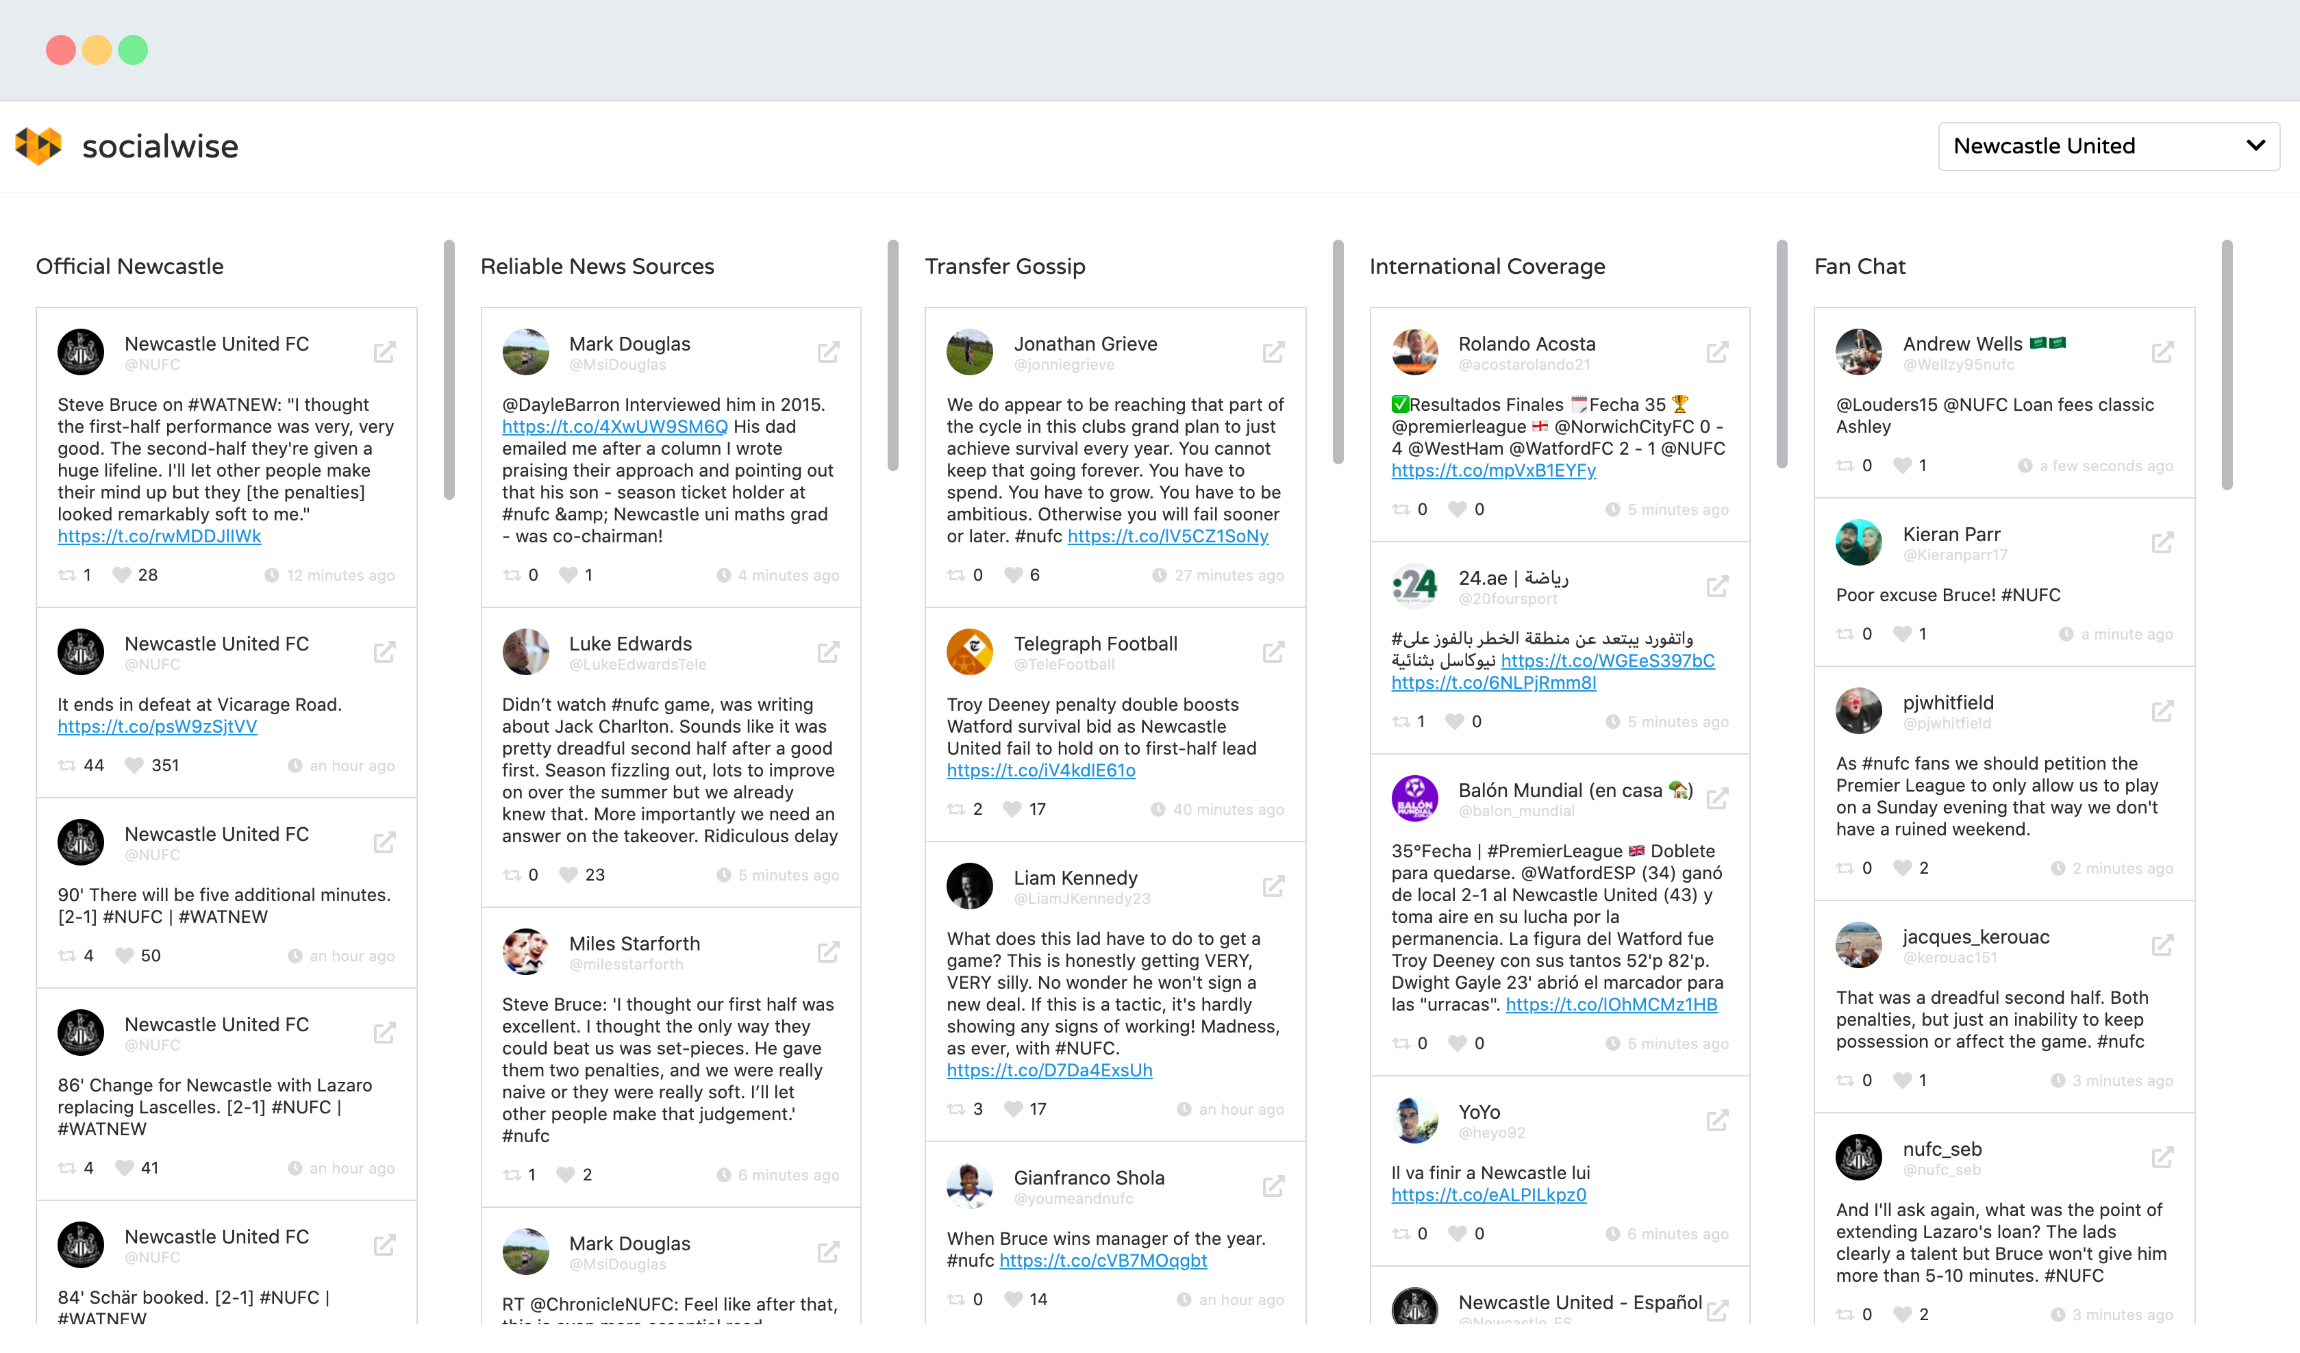 socialwise
Newcastle United
Official Newcastle
Newcastle United FC
@NUFC
Steve Bruce on #WATNEW: "I thought
the first-half performance was very, very
good. The second-half they're given a
huge lifeline. I'll let other people make
their mind up but they [the penalties]
looked remarkably soft to me."
https://t.co/rwMDDJIIWk
1 28 12 minutes ago
Newcastle United FC
@NUFC
It ends in defeat at Vicarage Road.
https://t.co/psW9zSjtVV
44 351 an hour ago
Newcastle United FC
@NUFC
90' There will be five additional minutes.
[2-1] #NUFC | #WATNEW
4 50 an hour ago
Newcastle United FC
@NUFC
86' Change for Newcastle with Lazaro
replacing Lascelles. [2-1] #NUFC |
#WATNEW
4 41 an hour ago
Newcastle United FC
@NUFC
84' Schär booked. [2-1] #NUFC |
#WATNEW
Reliable News Sources
Mark Douglas
@MsiDouglas
@DayleBarron Interviewed him in 2015.
https://t.co/4XwUW9SM6Q His dad
emailed me after a column I wrote
praising their approach and pointing out
that his son - season ticket holder at
#nufc &amp; Newcastle uni maths grad
- was co-chairman!
0 1 4 minutes ago
Luke Edwards
@LukeEdwardsTele
Didn’t watch #nufc game, was writing
about Jack Charlton. Sounds like it was
pretty dreadful second half after a good
first. Season fizzling out, lots to improve
on over the summer but we already
knew that. More importantly we need an
answer on the takeover. Ridiculous delay
0 23 5 minutes ago
Miles Starforth
@milesstarforth
Steve Bruce: 'I thought our first half was
excellent. I thought the only way they
could beat us was set-pieces. He gave
them two penalties, and we were really
naive or they were really soft. I’ll let
other people make that judgement.'
#nufc
1 2 6 minutes ago
Mark Douglas
@MsiDouglas
RT @ChronicleNUFC: Feel like after that,
this is even more essential read
Transfer Gossip
Jonathan Grieve
@jonniegrieve
We do appear to be reaching that part of
the cycle in this clubs grand plan to just
achieve survival every year. You cannot
keep that going forever. You have to
spend. You have to grow. You have to be
ambitious. Otherwise you will fail sooner
or later. #nufc https://t.co/lV5CZ1SoNy
0 6 27 minutes ago
Telegraph Football
@TeleFootball
Troy Deeney penalty double boosts
Watford survival bid as Newcastle
United fail to hold on to first-half lead
https://t.co/iV4kdIE61o
2 17 40 minutes ago
Liam Kennedy
@LiamJKennedy23
What does this lad have to do to get a
game? This is honestly getting VERY,
VERY silly. No wonder he won't sign a
new deal. If this is a tactic, it's hardly
showing any signs of working! Madness,
as ever, with #NUFC.
https://t.co/D7Da4ExsUh
3 17 an hour ago
Gianfranco Shola
@youmeandnufc
When Bruce wins manager of the year.
#nufc https://t.co/cVB7MOqgbt
0 14 an hour ago
International Coverage
Rolando Acosta
@acostarolando21
✅Resultados Finales 🗒️Fecha 35 🏆
@premierleague 🏴󠁧󠁢󠁥󠁮󠁧󠁿 @NorwichCityFC 0 -
4 @WestHam @WatfordFC 2 - 1 @NUFC
https://t.co/mpVxB1EYFy
0 0 5 minutes ago
24.ae | رياضة
@20foursport
#واتفورد يبتعد عن منطقة الخطر بالفوز على
نيوكاسل بثنائية https://t.co/WGEeS397bC
https://t.co/6NLPjRmm8I
1 0 5 minutes ago
BALÓN MUNDIAL
Balón Mundial (en casa 🏡)
@balon_mundial
35°Fecha | #PremierLeague 🇬🇧 Doblete
para quedarse. @WatfordESP (34) ganó
de local 2-1 al Newcastle United (43) y
toma aire en su lucha por la
permanencia. La figura del Watford fue
Troy Deeney con sus tantos 52'p 82'p.
Dwight Gayle 23' abrió el marcador para
las "urracas". https://t.co/lOhMCMz1HB
0 0 5 minutes ago
YoYo
@heyo92
Il va finir a Newcastle lui
https://t.co/eALPILkpz0
0 0 6 minutes ago
Newcastle United - Español
@Newcastle_ES
Fan Chat
Andrew Wells 🇸🇦🇸🇦
@Wellzy95nufc
@Louders15 @NUFC Loan fees classic
Ashley
0 1 a few seconds ago
Kieran Parr
@Kieranparr17
Poor excuse Bruce! #NUFC
0 1 a minute ago
pjwhitfield
@pjwhitfield
As #nufc fans we should petition the
Premier League to only allow us to play
on a Sunday evening that way we don't
have a ruined weekend.
0 2 2 minutes ago
jacques_kerouac
@kerouac151
That was a dreadful second half. Both
penalties, but just an inability to keep
possession or affect the game. #nufc
0 1 3 minutes ago
nufc_seb
@nufc_seb
And I'll ask again, what was the point of
extending Lazaro's loan? The lads
clearly a talent but Bruce won't give him
more than 5-10 minutes. #NUFC
0 2 3 minutes ago